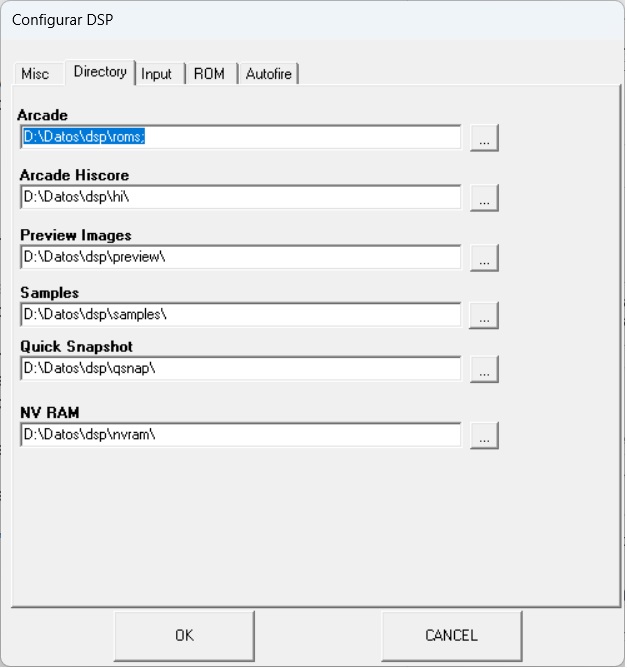 Configurar DSP
Misc Directory Input ROM Autofire
Arcade
D:\Datos\dsp\roms;
...
Arcade Hiscore
D:\Datos\dsp\hi\
...
Preview Images
D:\Datos\dsp\preview\
...
Samples
D:\Datos\dsp\samples\
...
Quick Snapshot
D:\Datos\dsp\qsnap\
...
NV RAM
D:\Datos\dsp\nvram\
...
OK CANCEL